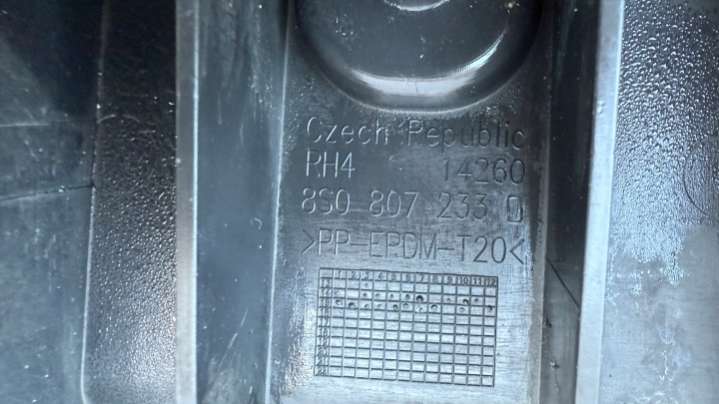 Czech Republic
RH4 14260
8S0 807 233
>PP-EPDM-T20<